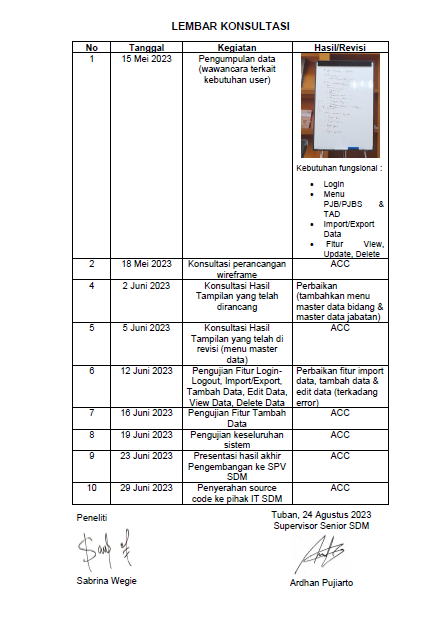 LEMBAR KONSULTASI
No Tanggal Kegiatan Hasil/Revisi
1 15 Mei 2023 Pengumpulan data
(wawancara terkait
kebutuhan user)
Kebutuhan fungsional :
• Login
• Menu
PJB/PJBS &
TAD
• Import/Export
Data
• Fitur View,
Update, Delete
2 18 Mei 2023 Konsultasi perancangan
wireframe
ACC
4 2 Juni 2023 Konsultasi Hasil
Tampilan yang telah
dirancang
Perbaikan
(tambahkan menu
master data bidang &
master data jabatan)
5 5 Juni 2023 Konsultasi Hasil
Tampilan yang telah di
revisi (menu master
data)
ACC
6 12 Juni 2023 Pengujian Fitur Login-
Logout, Import/Export,
Tambah Data, Edit Data,
View Data, Delete Data
Perbaikan fitur import
data, tambah data &
edit data (terkadang
error)
7 16 Juni 2023 Pengujian Fitur Tambah
Data
ACC
8 19 Juni 2023 Pengujian keseluruhan
sistem
ACC
9 23 Juni 2023 Presentasi hasil akhir
Pengembangan ke SPV
SDM
ACC
10 29 Juni 2023 Penyerahan source
code ke pihak IT SDM
ACC
Peneliti
Sabrina Wegie
Tuban, 24 Agustus 2023
Supervisor Senior SDM
Ardhan Pujiarto